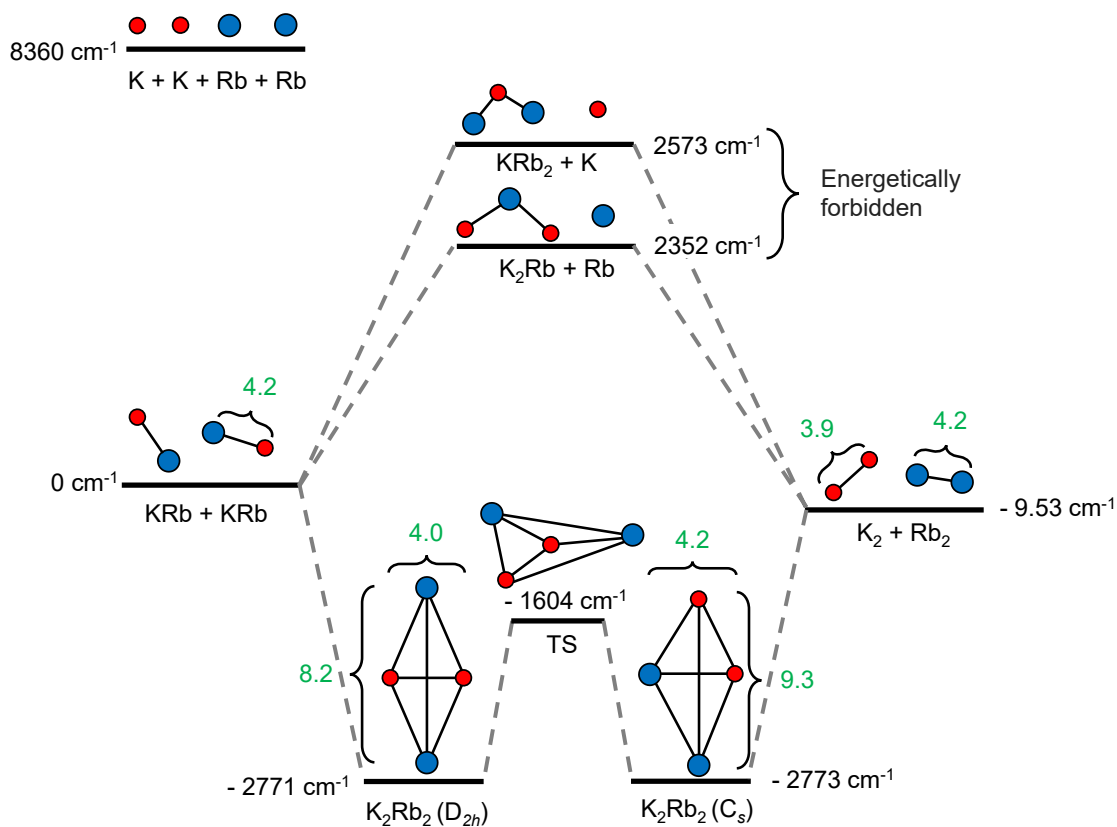 8360 cm⁻¹
K + K + Rb + Rb
KRb₂ + K
2573 cm⁻¹
Energetically
forbidden
K₂Rb + Rb
2352 cm⁻¹
4.2
0 cm⁻¹
KRb + KRb
3.9
4.2
K₂ + Rb₂
- 9.53 cm⁻¹
4.0
4.2
- 1604 cm⁻¹
TS
8.2
9.3
- 2771 cm⁻¹
K₂Rb₂ (D₂ₕ)
- 2773 cm⁻¹
K₂Rb₂ (Cₛ)